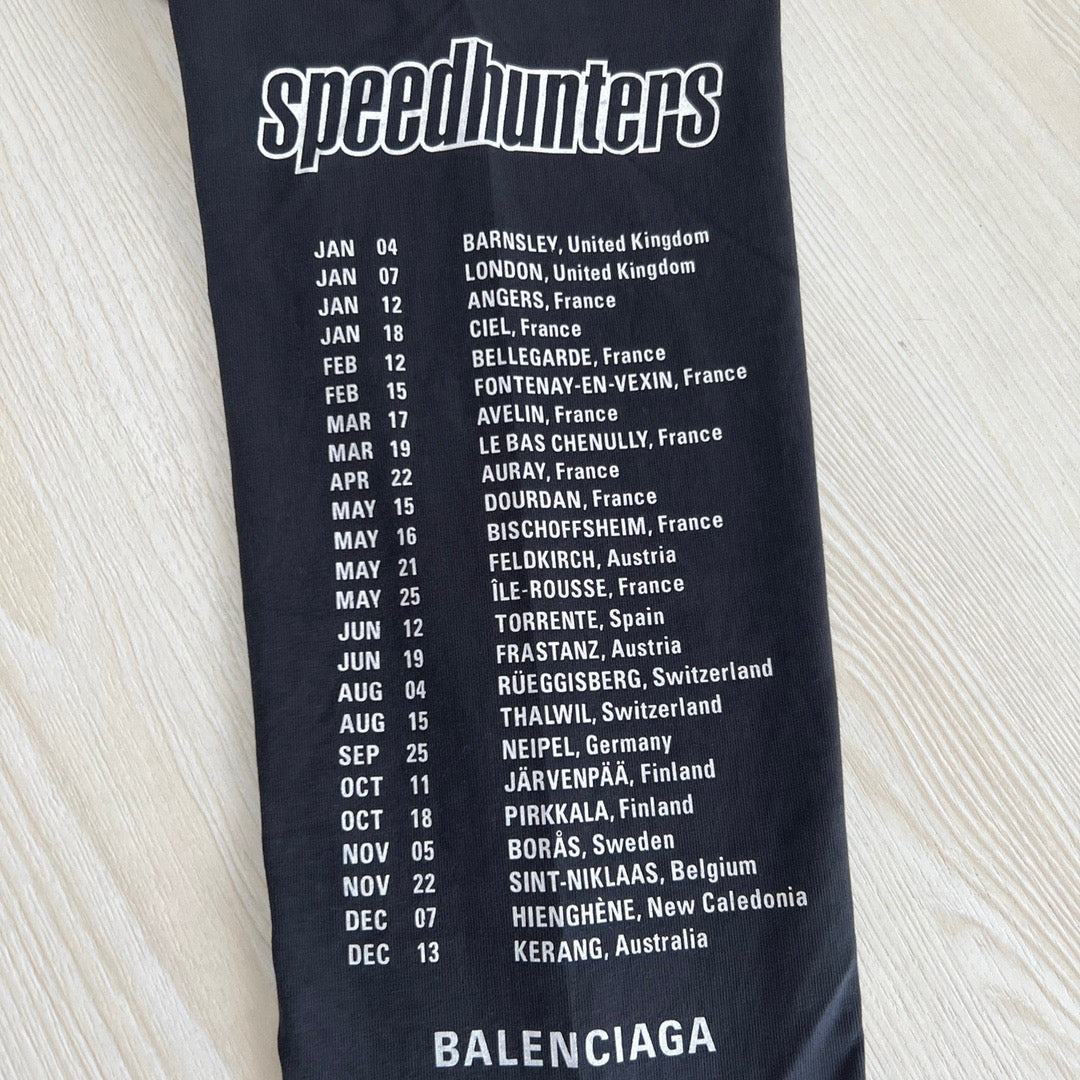 speedhunters
JAN 04 BARNSLEY, United Kingdom
JAN 07 LONDON, United Kingdom
JAN 12 ANGERS, France
JAN 18 CIEL, France
FEB 12 BELLEGARDE, France
FEB 15 FONTENAY-EN-VEXIN, France
MAR 17 AVELIN, France
MAR 19 LE BAS CHENULLY, France
APR 22 AURAY, France
MAY 15 DOURDAN, France
MAY 16 BISCHOFFSHEIM, France
MAY 21 FELDKIRCH, Austria
MAY 25 ÎLE-ROUSSE, France
JUN 12 TORRENTE, Spain
JUN 19 FRASTANZ, Austria
AUG 04 RÜEGGISBERG, Switzerland
AUG 15 THALWIL, Switzerland
SEP 25 NEIPEL, Germany
OCT 11 JÄRVENPÄÄ, Finland
OCT 18 PIRKKALA, Finland
NOV 05 BORÅS, Sweden
NOV 22 SINT-NIKLAAS, Belgium
DEC 07 HIENGHÈNE, New Caledonia
DEC 13 KERANG, Australia
BALENCIAGA